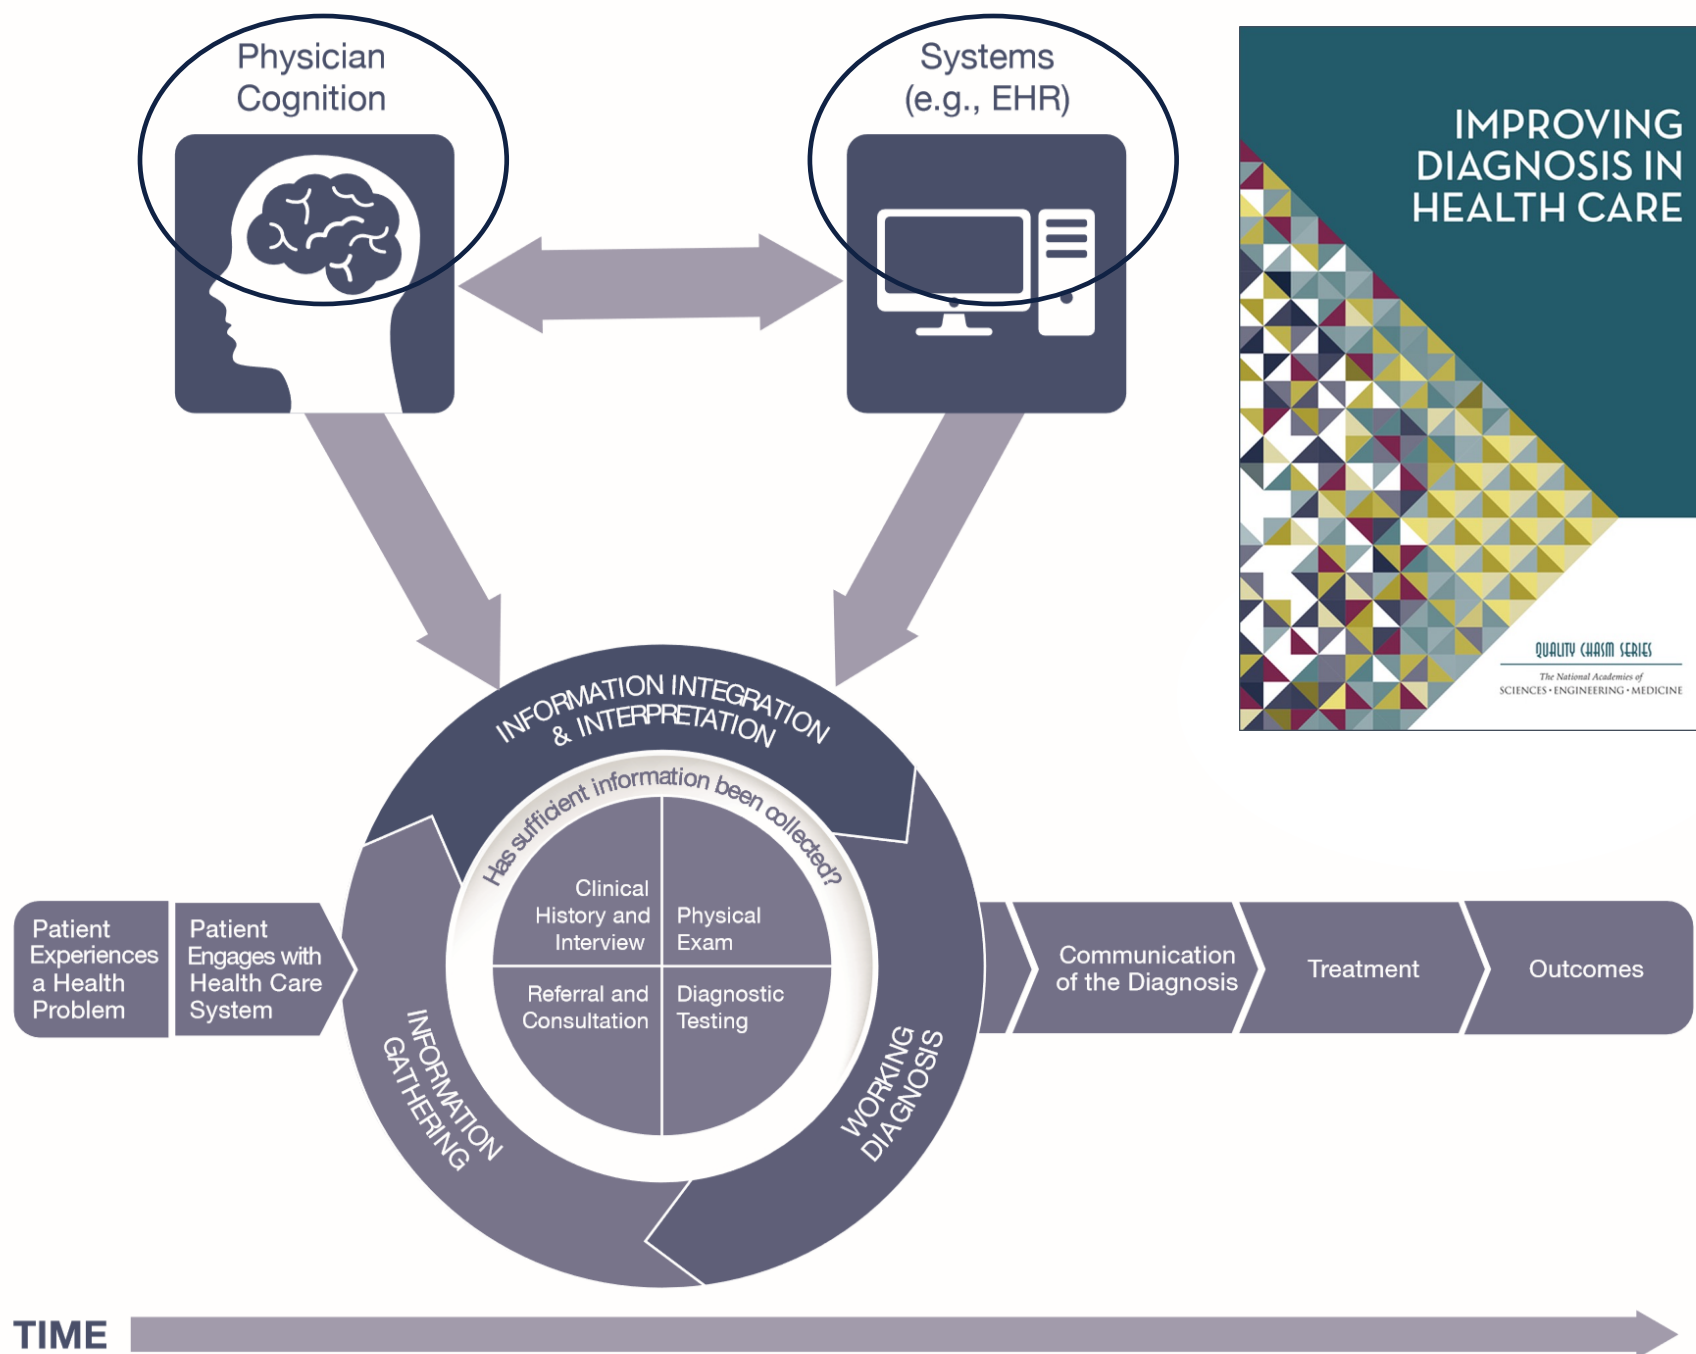 Physician
Cognition
Systems
(e.g., EHR)
IMPROVING
DIAGNOSIS IN
HEALTH CARE
QUALITY CHASM SERIES
The National Academies of
SCIENCES • ENGINEERING • MEDICINE
INFORMATION INTEGRATION
& INTERPRETATION
Has sufficient information been collected?
Clinical
History and
Interview
Physical
Exam
Referral and
Consultation
Diagnostic
Testing
INFORMATION
GATHERING
WORKING
DIAGNOSIS
Patient
Experiences
a Health
Problem
Patient
Engages with
Health Care
System
Communication
of the Diagnosis
Treatment
Outcomes
TIME